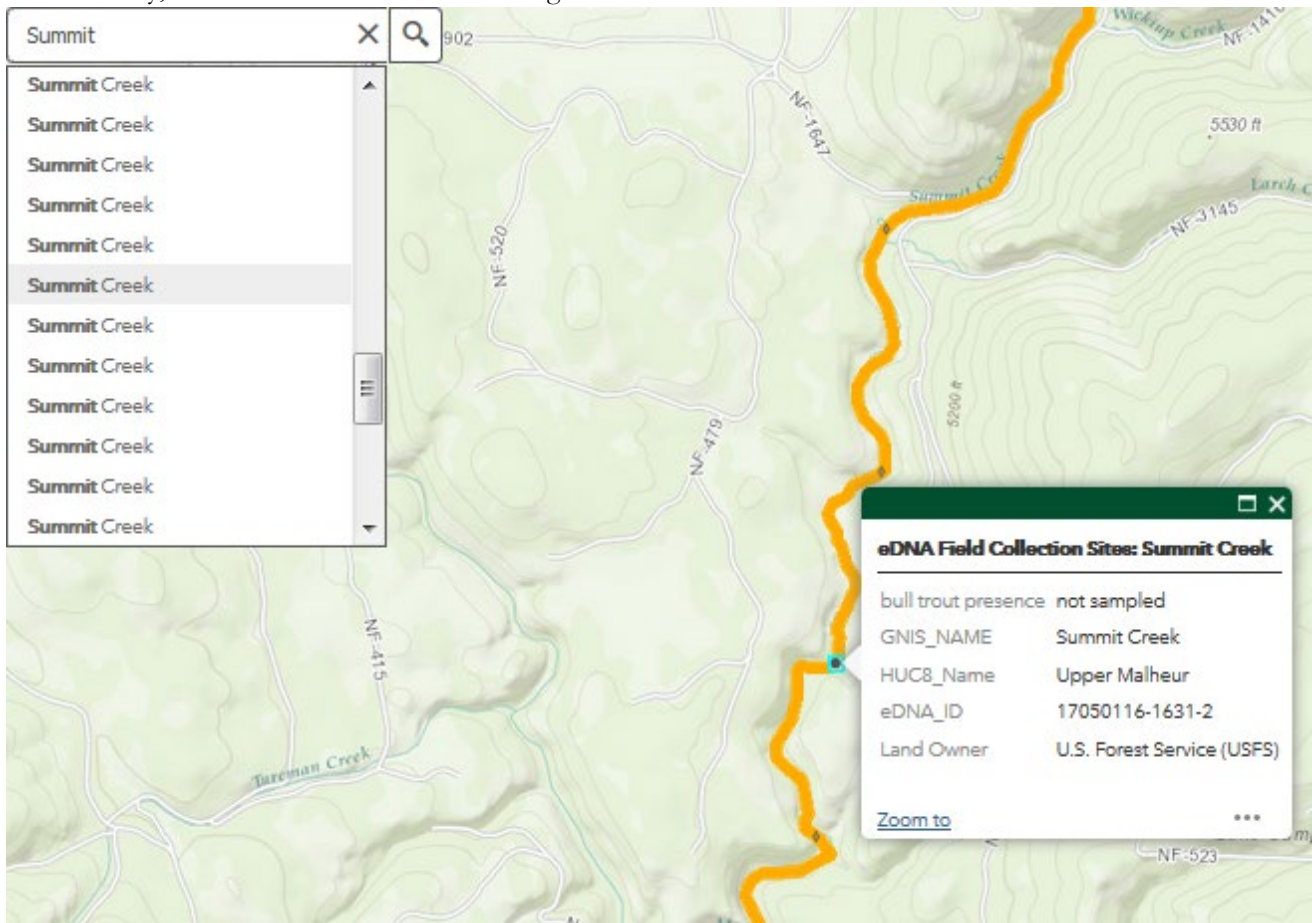 Summit
Summit Creek
Summit Creek
Summit Creek
Summit Creek
Summit Creek
Summit Creek
Summit Creek
Summit Creek
Summit Creek
Summit Creek
Summit Creek
Summit Creek
902
Wickiup Creek
NF-1647
5530 ft
Summit
Larch
NF-3145
NF-520
5200 ft
NF-479
NF-415
Tureman Creek
eDNA Field Collection Sites: Summit Creek
bull trout presence not sampled
GNIS_NAME Summit Creek
HUC8_Name Upper Malheur
eDNA_ID 17050116-1631-2
Land Owner U.S. Forest Service (USFS)
Zoom to
NF-523